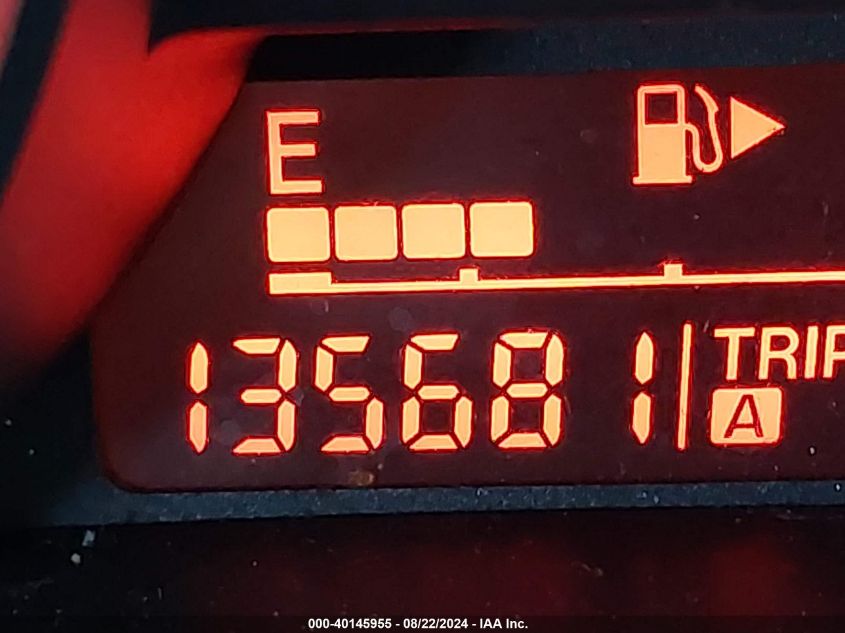 E
135681 TRIP
A
000-40145955 - 08/22/2024 - IAA Inc.